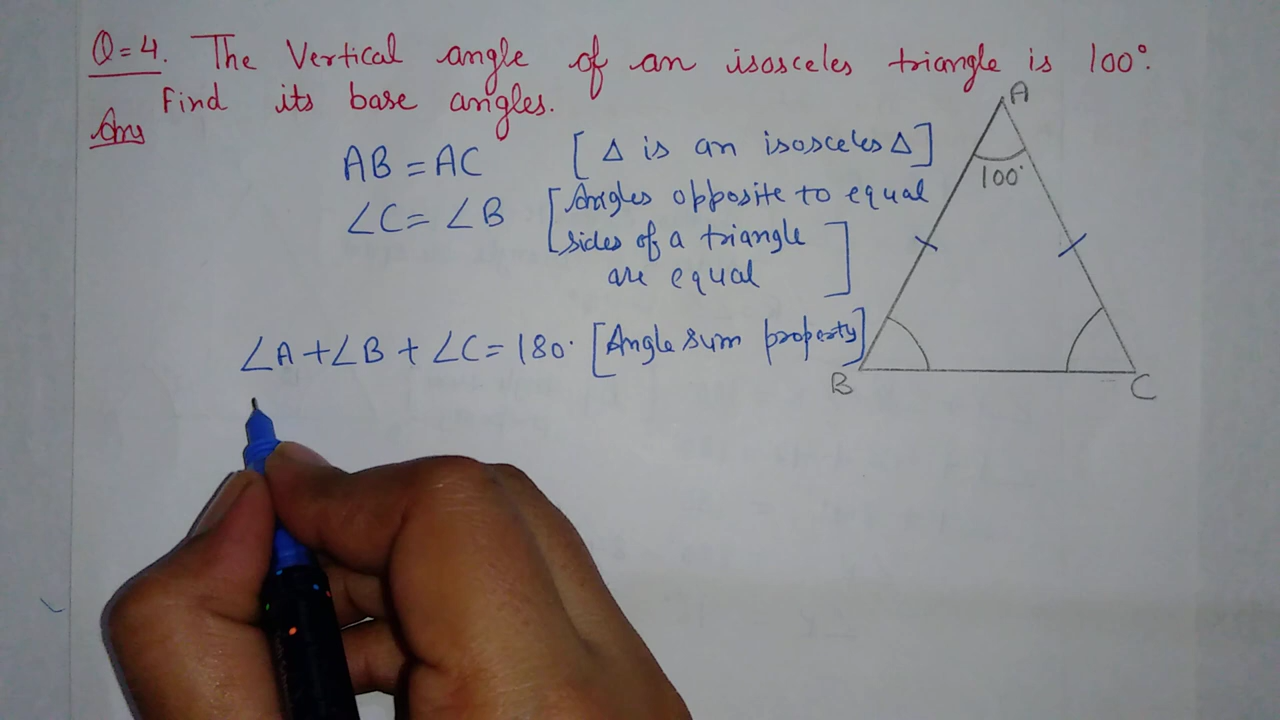 Q=4. The Vertical angle of an isosceles triangle is 100°.
Find its base angles.
Ans
AB = AC [ Δ is an isosceles Δ ]
∠C = ∠B [ Angles opposite to equal
sides of a triangle
are equal ]
∠A + ∠B + ∠C = 180° [Angle sum property]
A
100°
B
C